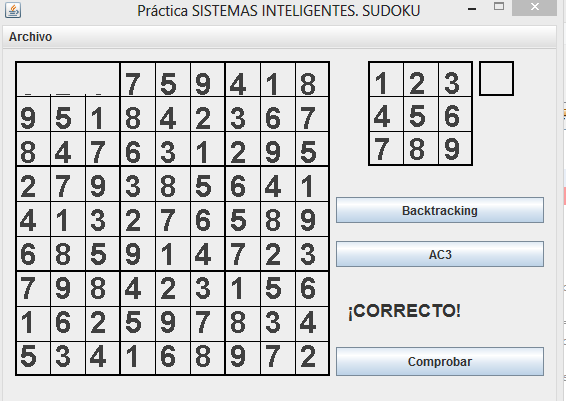 Práctica SISTEMAS INTELIGENTES. SUDOKU
Archivo
7 5 9 4 1 8
9 5 1 8 4 2 3 6 7
8 4 7 6 3 1 2 9 5
2 7 9 3 8 5 6 4 1
4 1 3 2 7 6 5 8 9
6 8 5 9 1 4 7 2 3
7 9 8 4 2 3 1 5 6
1 6 2 5 9 7 8 3 4
5 3 4 1 6 8 9 7 2
1 2 3
4 5 6
7 8 9
Backtracking
AC3
¡CORRECTO!
Comprobar